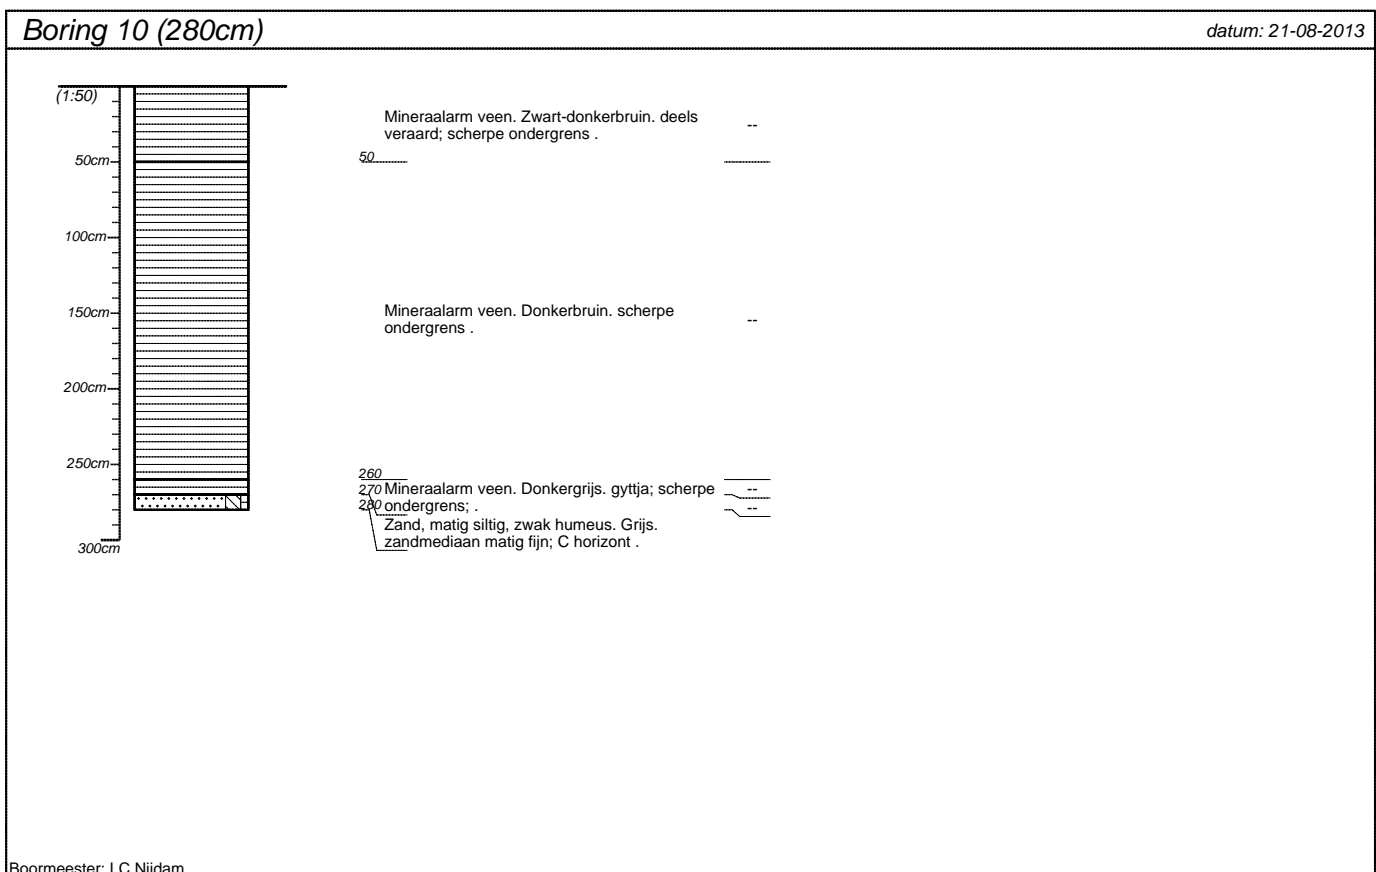 Boring 10 (280cm)
datum: 21-08-2013
(1:50)
Mineraalarm veen. Zwart-donkerbruin. deels
veraard; scherpe ondergrens .
--
50cm
50
100cm
150cm
Mineraalarm veen. Donkerbruin. scherpe
ondergrens .
--
200cm
250cm
260
270
Mineraalarm veen. Donkergrijs. gyttja; scherpe
--
280
ondergrens; .
--
Zand, matig siltig, zwak humeus. Grijs.
zandmediaan matig fijn; C horizont .
300cm
Boormeester: LC Nijdam